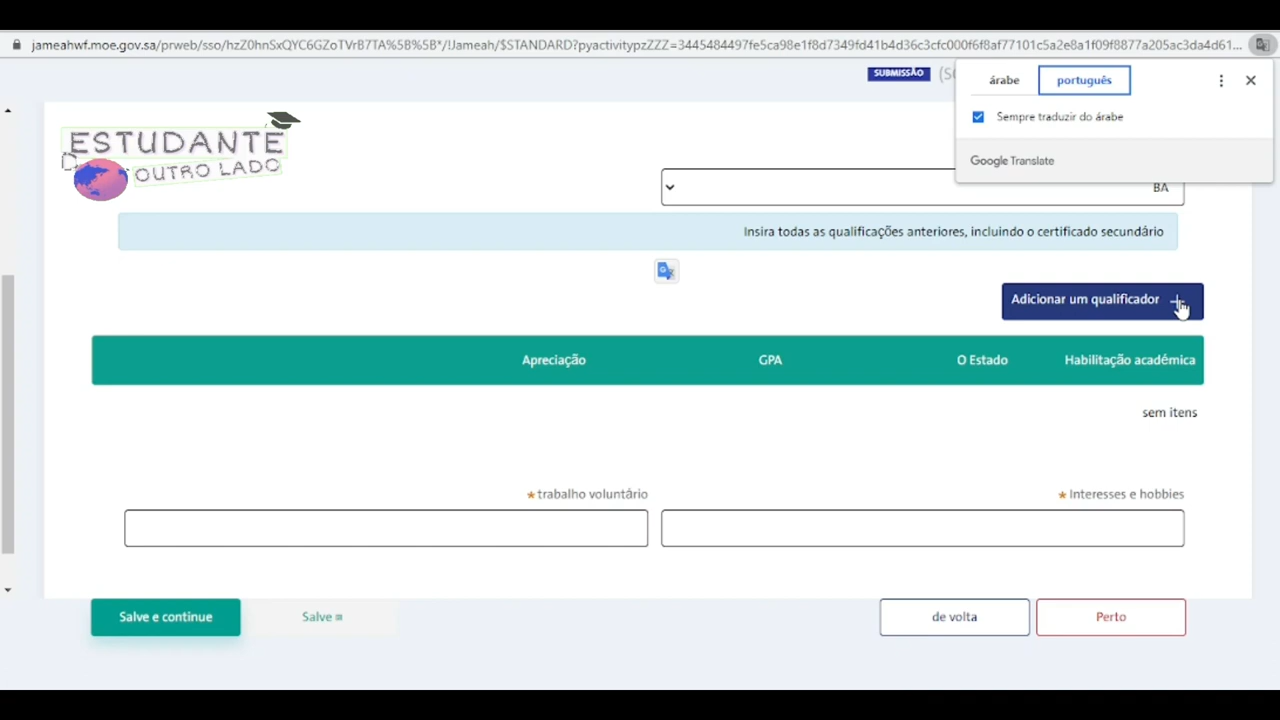 jameahwf.moe.gov.sa/prweb/sso/hzZ0hnSxQYC6GZoTVrB7TA%5B%5B*/!Jameah/$STANDARD?pyactivitypzZZZ=3445484497fe5ca98e1f8d7349fd41b4d36c3cfc000f6f8af77101c5a2e8a1f09f8877a205ac3da4d61...
SUBMISSÃO
árabe português
Sempre traduzir do árabe
Google Translate
ESTUDANTE
DO OUTRO LADO
BA
Insira todas as qualificações anteriores, incluindo o certificado secundário
Adicionar um qualificador +
Apreciação GPA O Estado Habilitação académica
sem itens
* trabalho voluntário * Interesses e hobbies
Salve e continue Salve de volta Perto